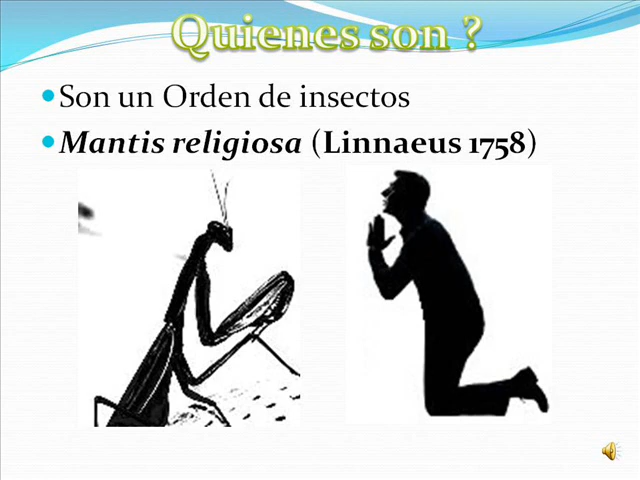 Quienes son ?
Son un Orden de insectos
Mantis religiosa (Linnaeus 1758)